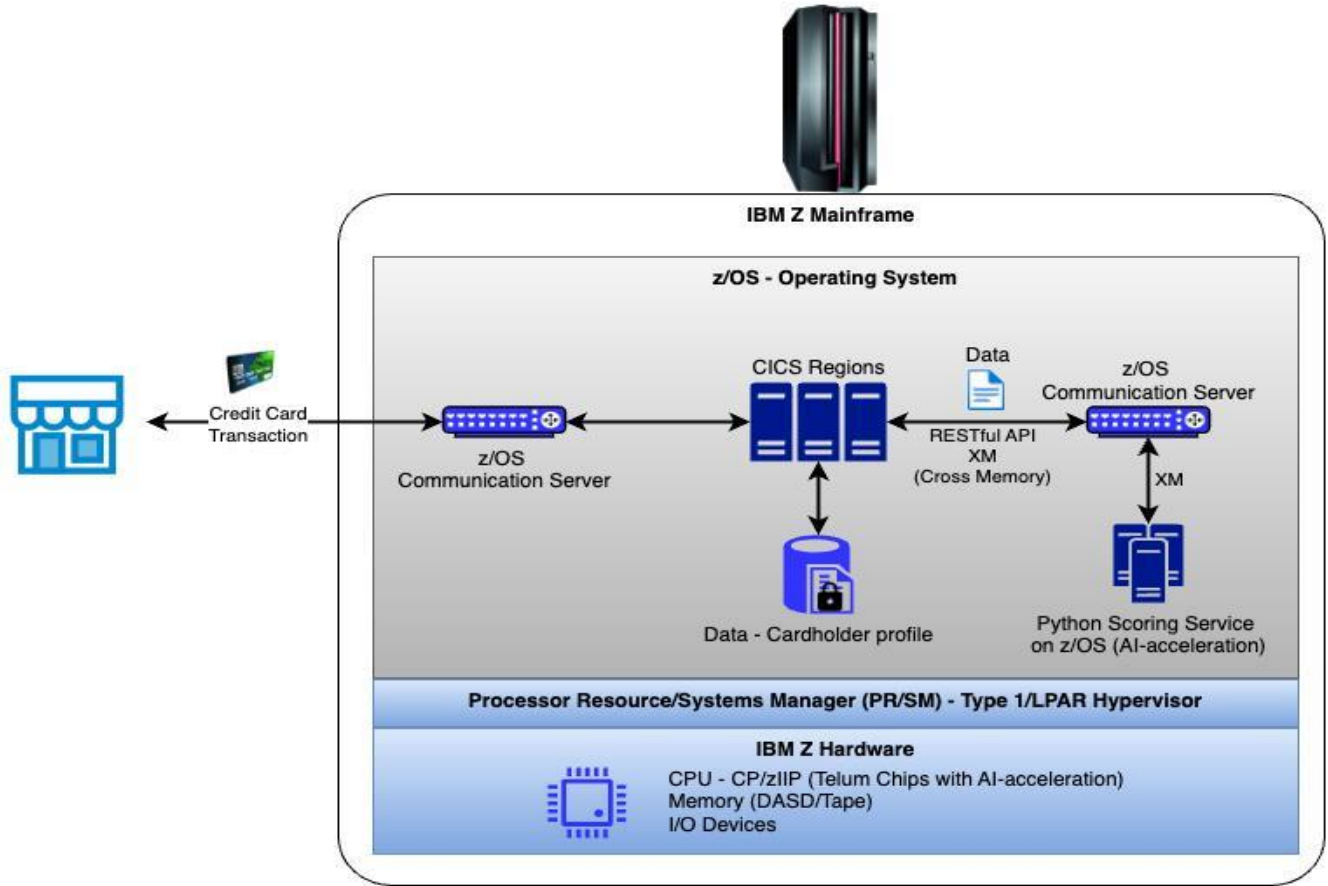 IBM Z Mainframe
z/OS - Operating System
Credit Card
Transaction
z/OS
Communication Server
CICS Regions
Data
RESTful API
XM
(Cross Memory)
z/OS
Communication Server
XM
Data - Cardholder profile
Python Scoring Service
on z/OS (AI-acceleration)
Processor Resource/Systems Manager (PR/SM) - Type 1/LPAR Hypervisor
IBM Z Hardware
CPU - CP/zIIP (Telum Chips with AI-acceleration)
Memory (DASD/Tape)
I/O Devices